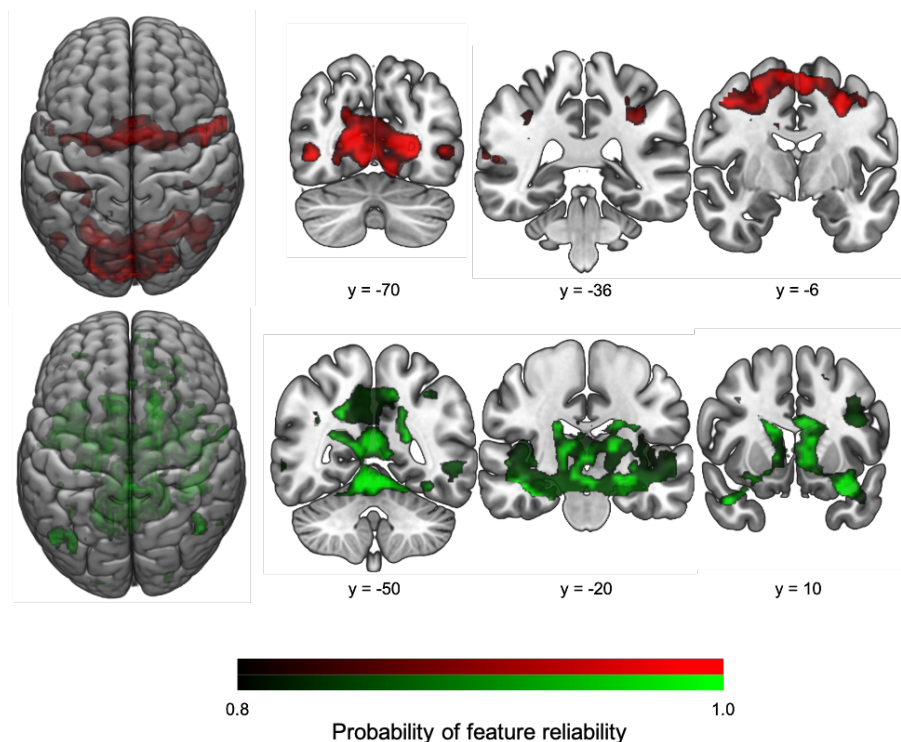 y = -70
y = -36
y = -6
y = -50
y = -20
y = 10
0.8
1.0
Probability of feature reliability